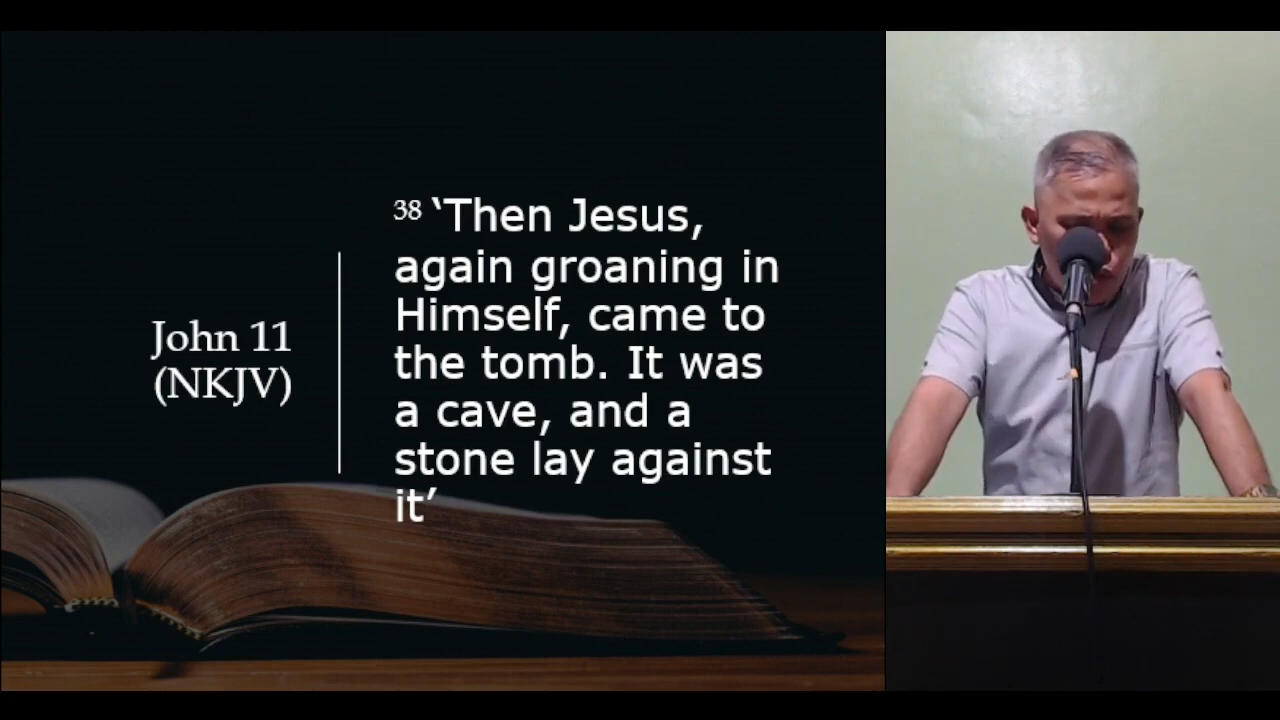 John 11
(NKJV)
38 ‘Then Jesus,
again groaning in
Himself, came to
the tomb. It was
a cave, and a
stone lay against
it’